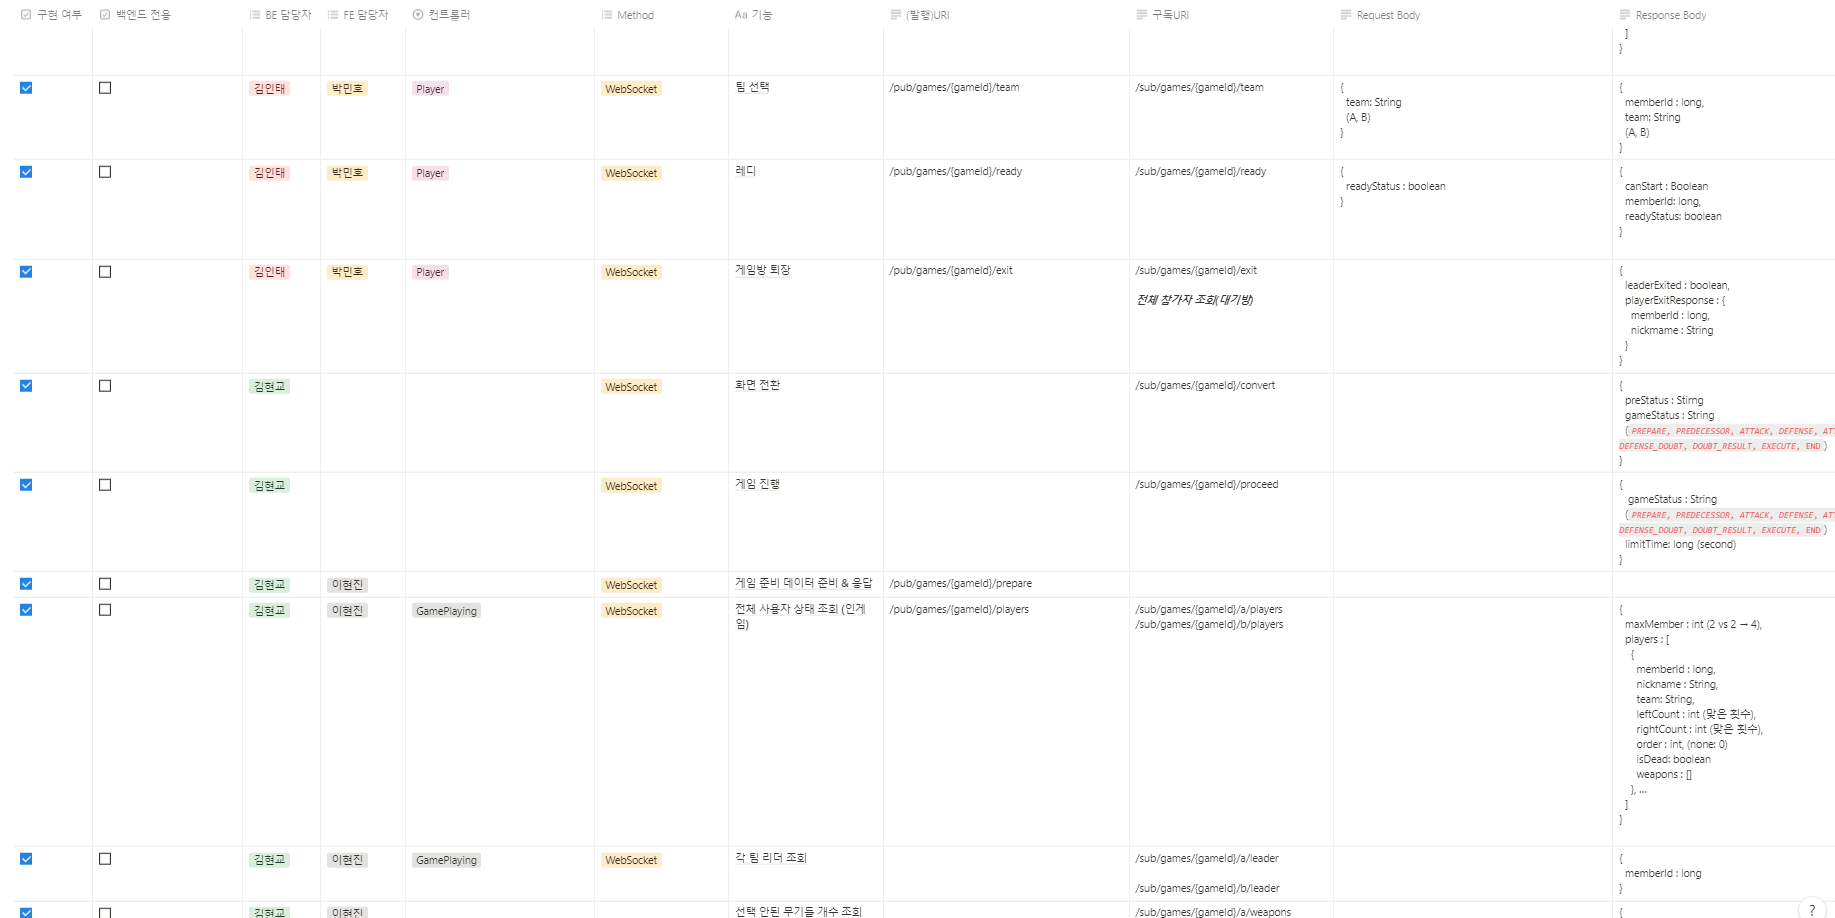 구현 여부 백엔드 전용 BE 담당자 FE 담당자 컨트롤러 Method Aa 기능 (발행)URI 구독URI Request Body Response Body
]
}
김인태 박민호 Player WebSocket 팀 선택 /pub/games/{gameId}/team /sub/games/{gameId}/team { {
team: String memberId : long,
(A, B) team: String
} (A, B)
}
김인태 박민호 Player WebSocket 레디 /pub/games/{gameId}/ready /sub/games/{gameId}/ready { {
readyStatus : boolean canStart : Boolean
} memberId: long,
readyStatus: boolean
}
김인태 박민호 Player WebSocket 게임방 퇴장 /pub/games/{gameId}/exit /sub/games/{gameId}/exit {
leaderExited : boolean,
전체 참가자 조회(대기방) playerExitResponse : {
memberId : long,
nickmame : String
}
}
김현교 WebSocket 화면 전환 /sub/games/{gameId}/convert {
preStatus : Stirng
gameStatus : String
( PREPARE, PREDECESSOR, ATTACK, DEFENSE, ATT
DEFENSE_DOUBT, DOUBT_RESULT, EXECUTE, END )
}
김현교 WebSocket 게임 진행 /sub/games/{gameId}/proceed {
gameStatus : String
( PREPARE, PREDECESSOR, ATTACK, DEFENSE, ATT
DEFENSE_DOUBT, DOUBT_RESULT, EXECUTE, END )
limitTime: long (second)
}
김현교 이현진 WebSocket 게임 준비 데이터 준비 & 응답 /pub/games/{gameId}/prepare
김현교 이현진 GamePlaying WebSocket 전체 사용자 상태 조회 (인게 /pub/games/{gameId}/players /sub/games/{gameId}/a/players {
임) /sub/games/{gameId}/b/players maxMember : int (2 vs 2 → 4),
players : [
{
memberId : long,
nickname : String,
team: String,
leftCount : int (맞은 횟수),
rightCount : int (맞은 횟수),
order : int, (none: 0)
isDead: boolean
weapons : []
}, ...
]
}
김현교 이현진 GamePlaying WebSocket 각 팀 리더 조회 /sub/games/{gameId}/a/leader {
memberId : long
/sub/games/{gameId}/b/leader }
김현교 이현진 선택 안된 무기들 개수 조회 /sub/games/{gameId}/a/weapons {
?